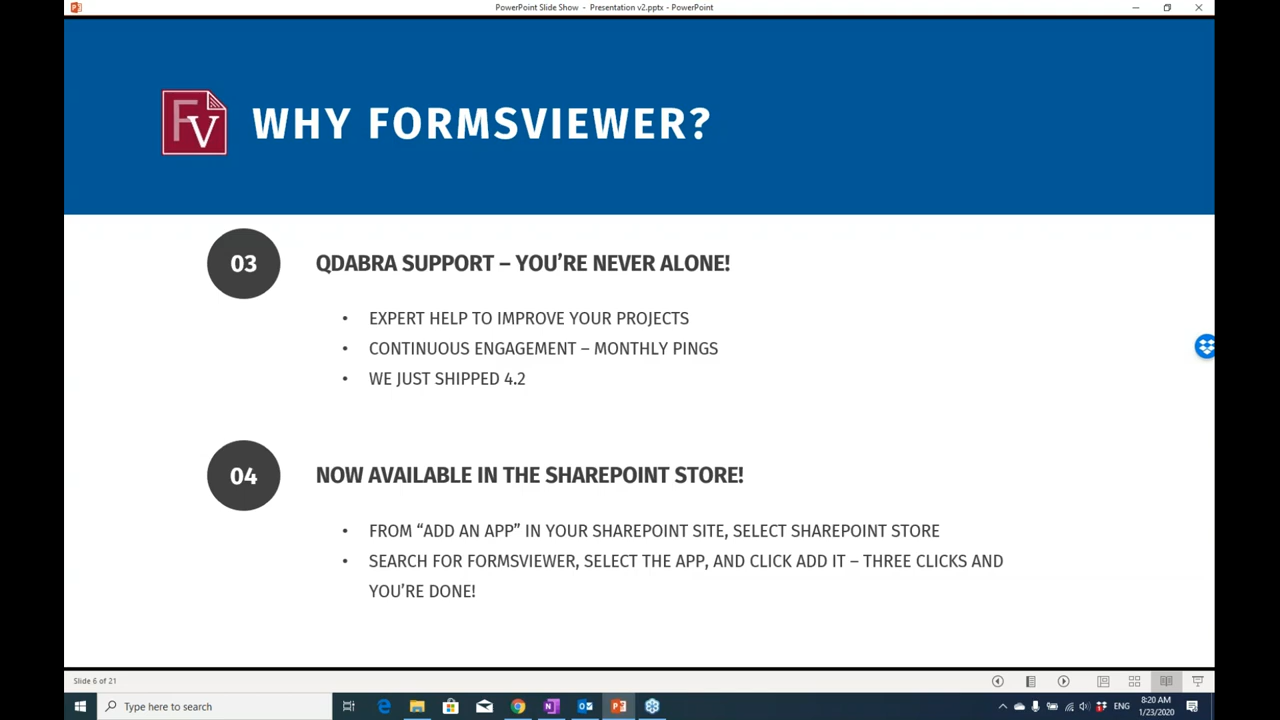 PowerPoint Slide Show - Presentation v2.pptx - PowerPoint
FV
WHY FORMSVIEWER?
03
QDABRA SUPPORT – YOU’RE NEVER ALONE!
• EXPERT HELP TO IMPROVE YOUR PROJECTS
• CONTINUOUS ENGAGEMENT – MONTHLY PINGS
• WE JUST SHIPPED 4.2
04
NOW AVAILABLE IN THE SHAREPOINT STORE!
• FROM “ADD AN APP” IN YOUR SHAREPOINT SITE, SELECT SHAREPOINT STORE
• SEARCH FOR FORMSVIEWER, SELECT THE APP, AND CLICK ADD IT – THREE CLICKS AND
YOU’RE DONE!
Slide 6 of 21
Type here to search
ENG
8:20 AM
1/23/2020